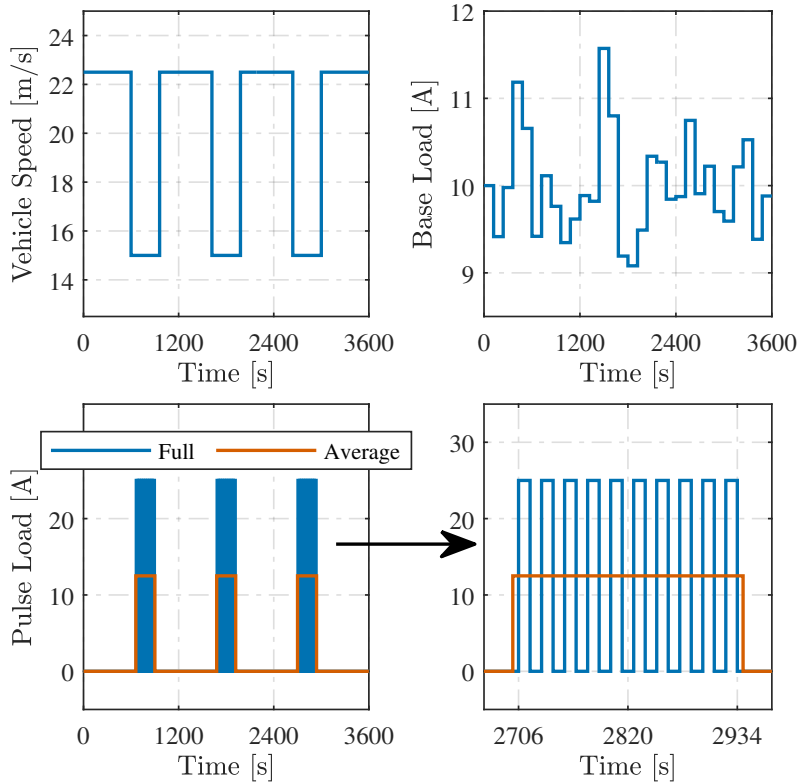 Vehicle Speed [m/s]
24
22
20
18
16
14
0 1200 2400 3600
Time [s]
Base Load [A]
12
11
10
9
0 1200 2400 3600
Time [s]
Pulse Load [A]
Full Average
20
10
0
0 1200 2400 3600
Time [s]
30
20
10
0
2706 2820 2934
Time [s]